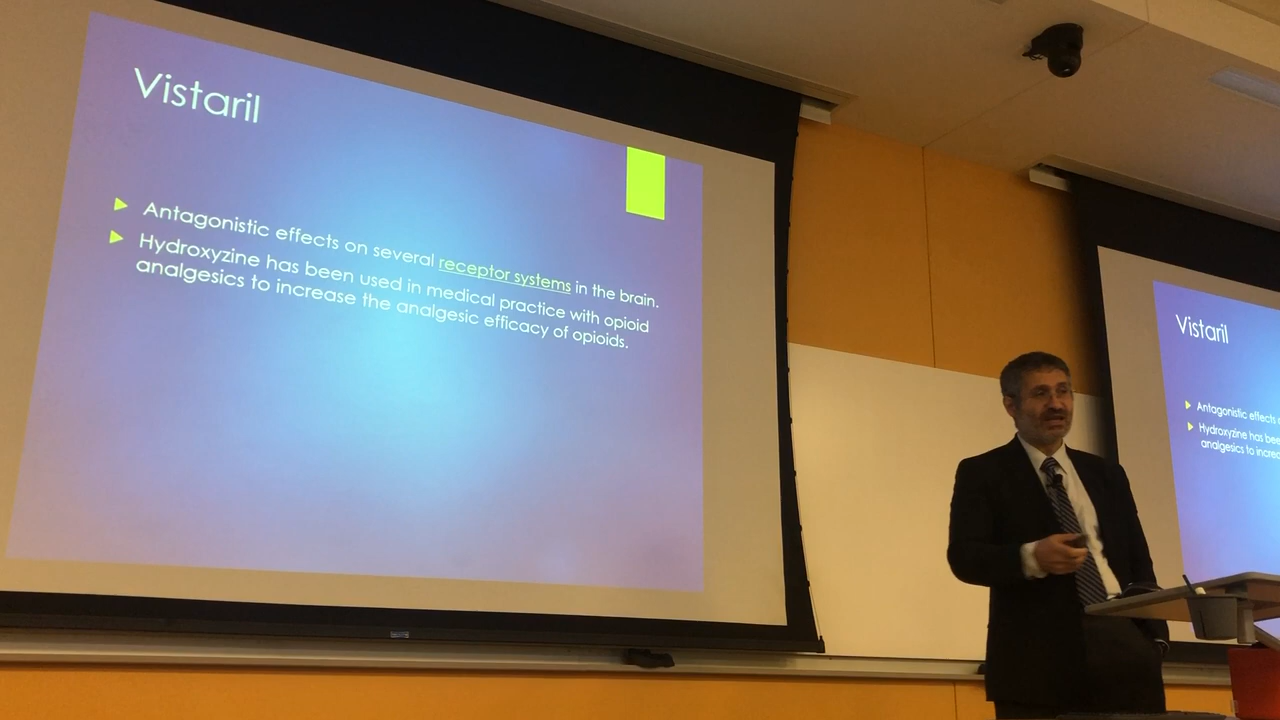 Vistaril
Antagonistic effects on several receptor systems in the brain.
Hydroxyzine has been used in medical practice with opioid
analgesics to increase the analgesic efficacy of opioids.
Vistaril
Antagonistic effects
Hydroxyzine has bee
analgesics to increa